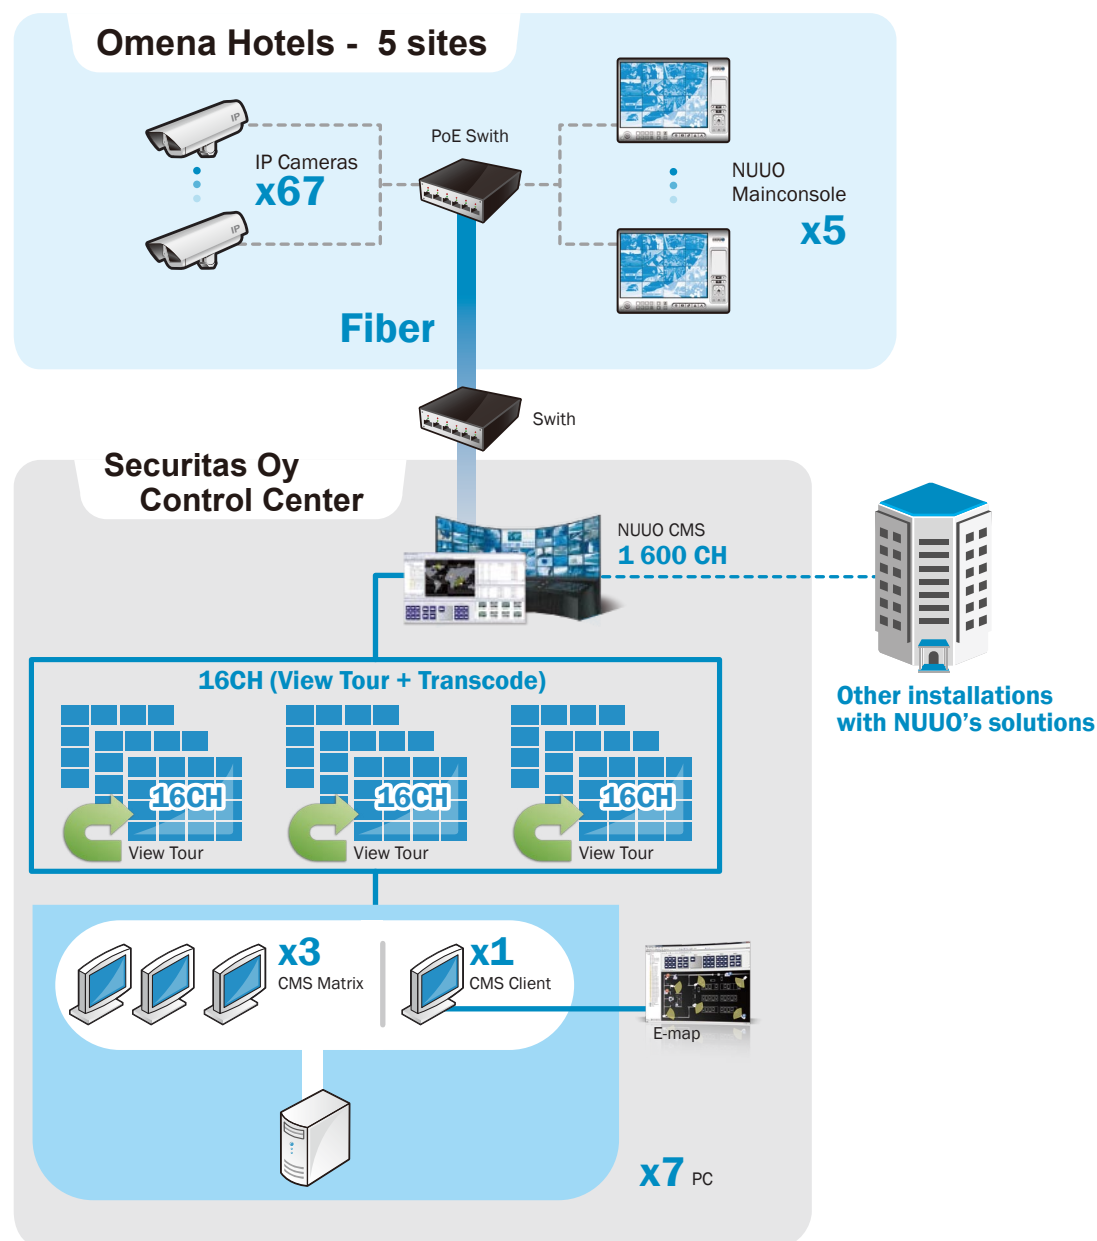 Omena Hotels - 5 sites
IP
IP Cameras
x67
IP
PoE Swith
NUUO
Mainconsole
x5
Fiber
Swith
Securitas Oy
Control Center
NUUO CMS
1 600 CH
Other installations
with NUUO's solutions
16CH (View Tour + Transcode)
16CH
View Tour
16CH
View Tour
16CH
View Tour
x3
CMS Matrix
x1
CMS Client
E-map
x7 PC